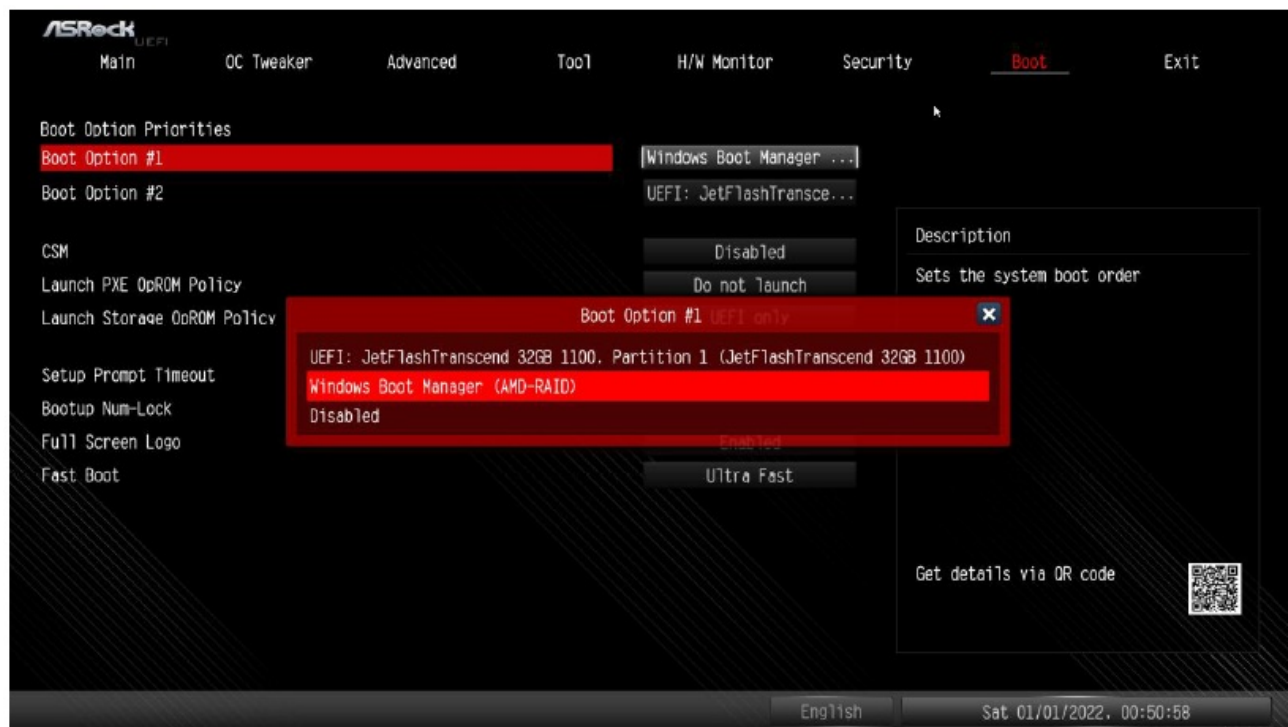 ASRock
UEFI
Main OC Tweaker Advanced Tool H/W Monitor Security Boot Exit
Boot Option Priorities
Boot Option #1 Windows Boot Manager ...
Boot Option #2 UEFI: JetFlashTransce...
CSM Disabled
Launch PXE OpROM Policy Do not launch
Launch Storage OpROM Policy UEFI only
Boot Option #1
UEFI: JetFlashTranscend 32GB 1100, Partition 1 (JetFlashTranscend 32GB 1100)
Windows Boot Manager (AMD-RAID)
Disabled
Setup Prompt Timeout
Bootup Num-Lock
Full Screen Logo Enabled
Fast Boot Ultra Fast
Description
Sets the system boot order
Get details via QR code
English Sat 01/01/2022, 00:50:58